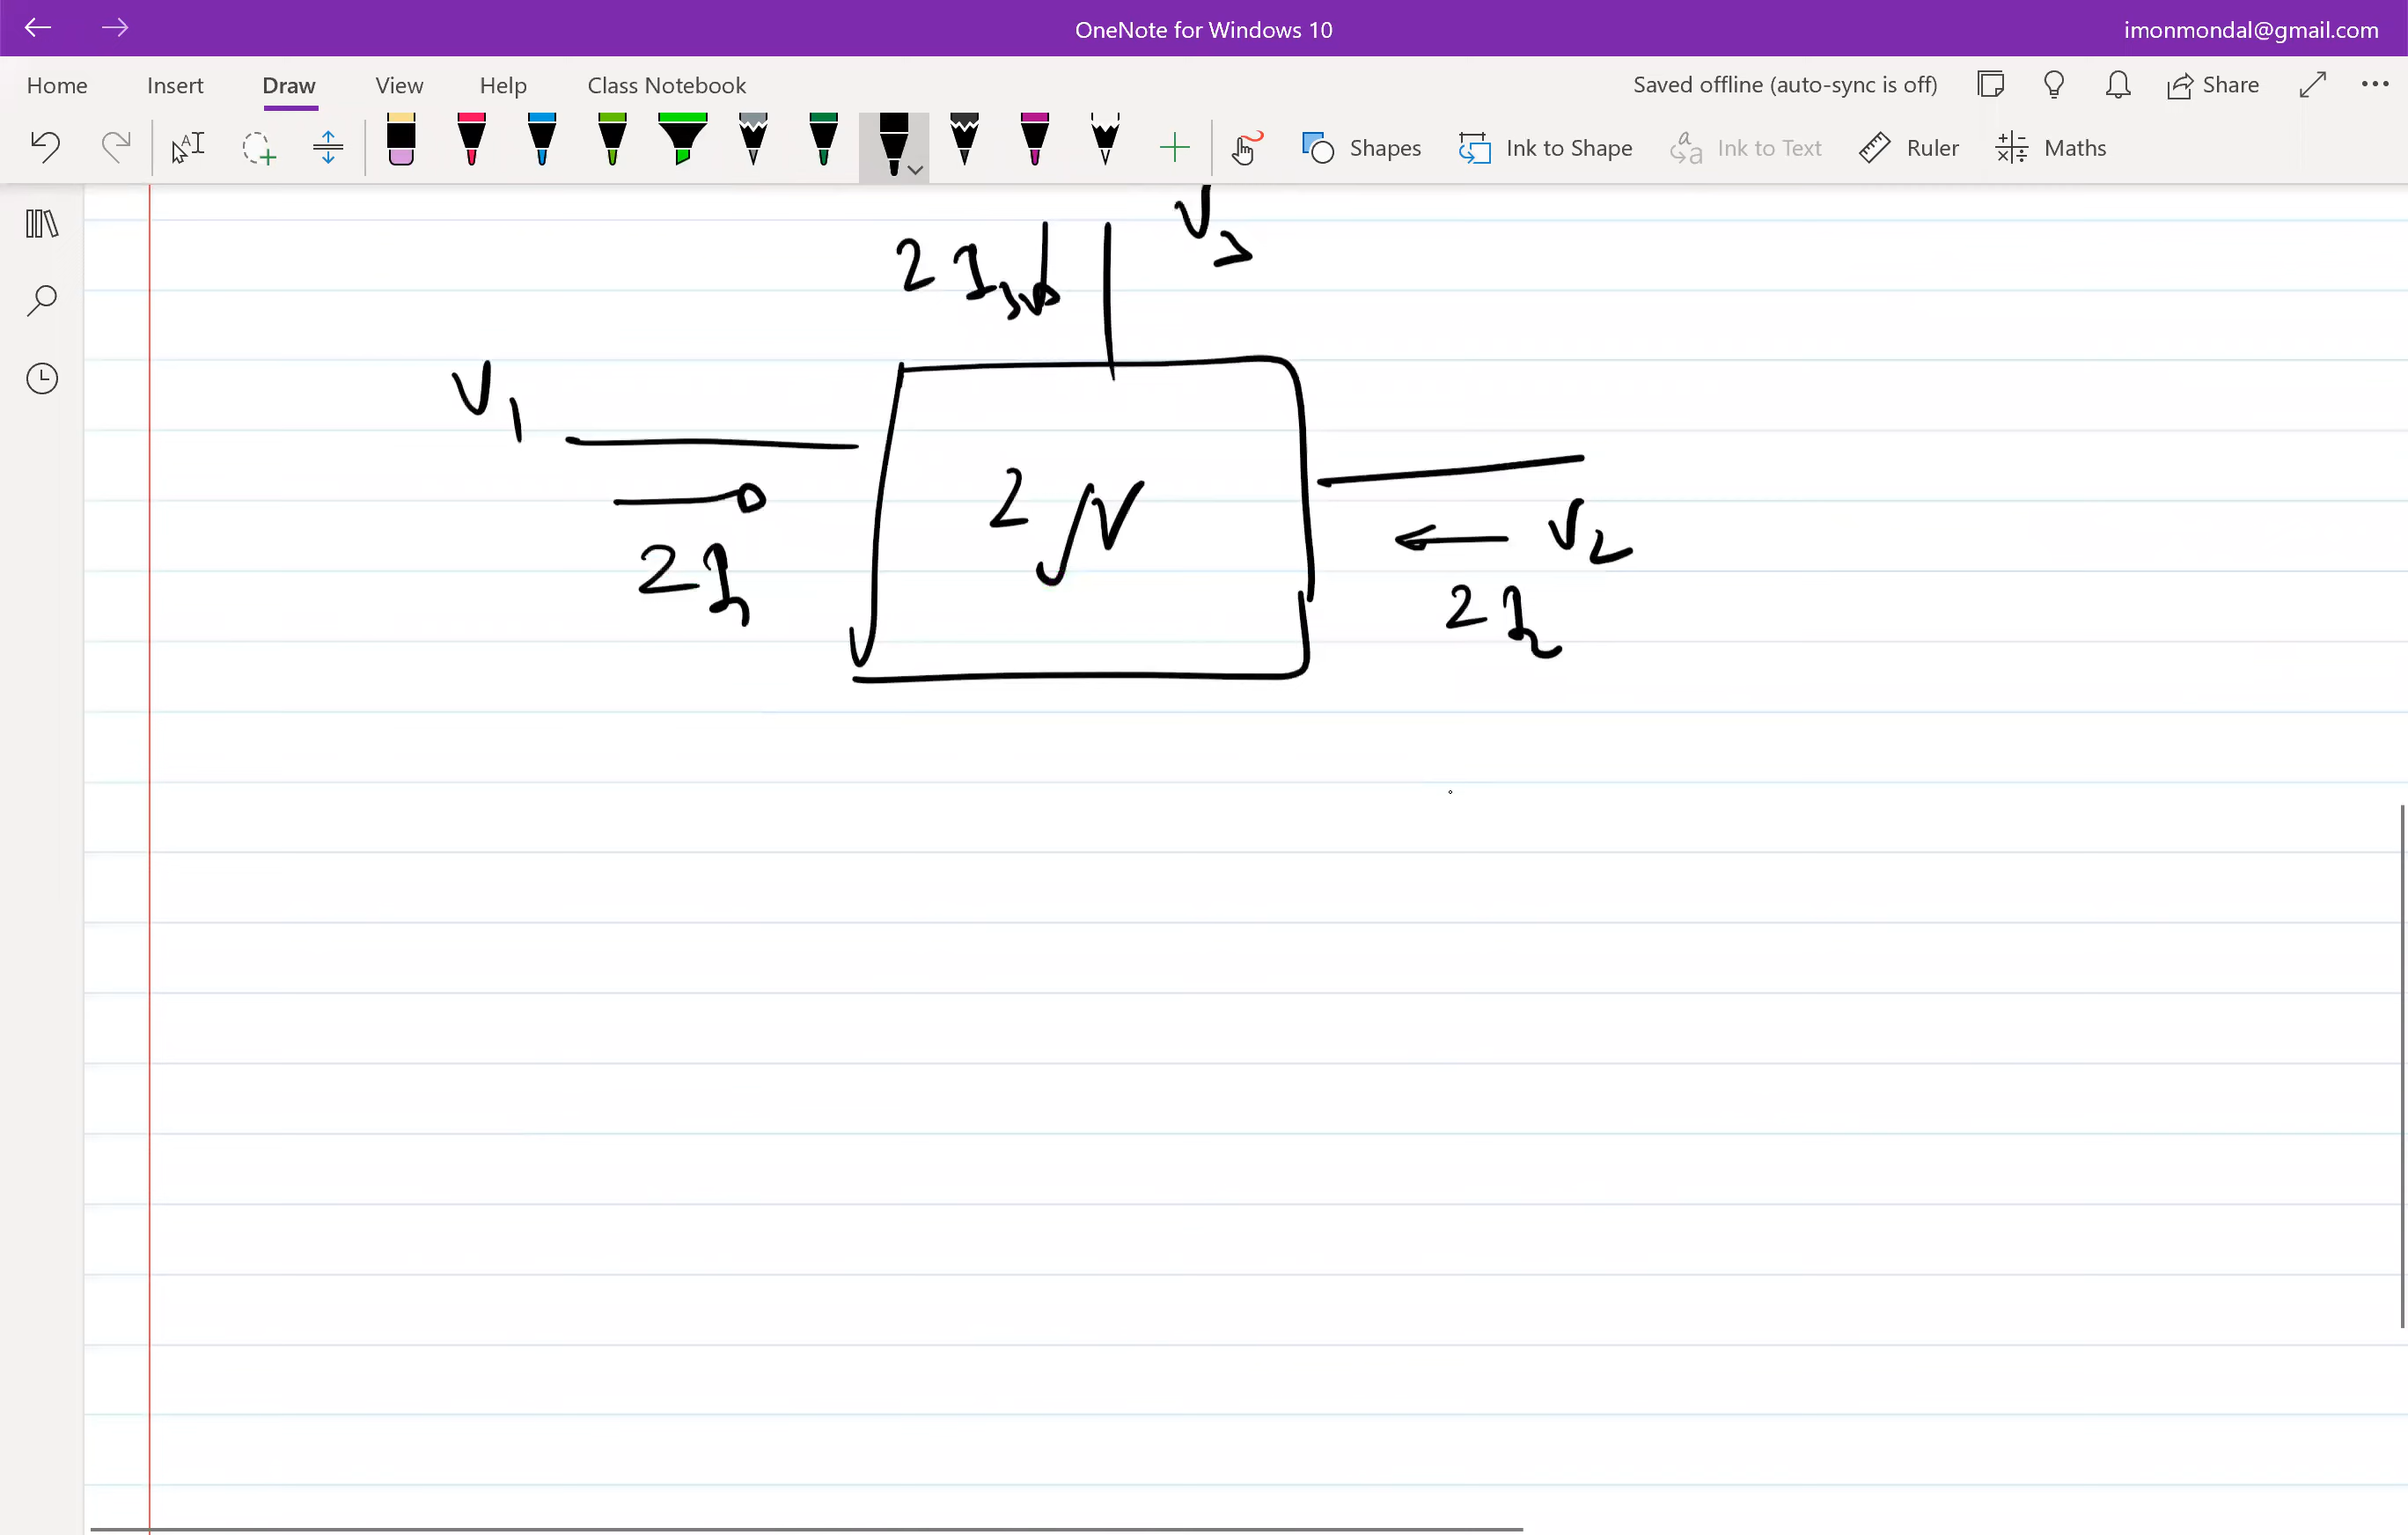 OneNote for Windows 10
imonmondal@gmail.com
Home Insert Draw View Help Class Notebook
Saved offline (auto-sync is off) Share
Shapes Ink to Shape Ink to Text Ruler Maths
2 I3 V3
V1
2 N
2 I1
V2
2 I2